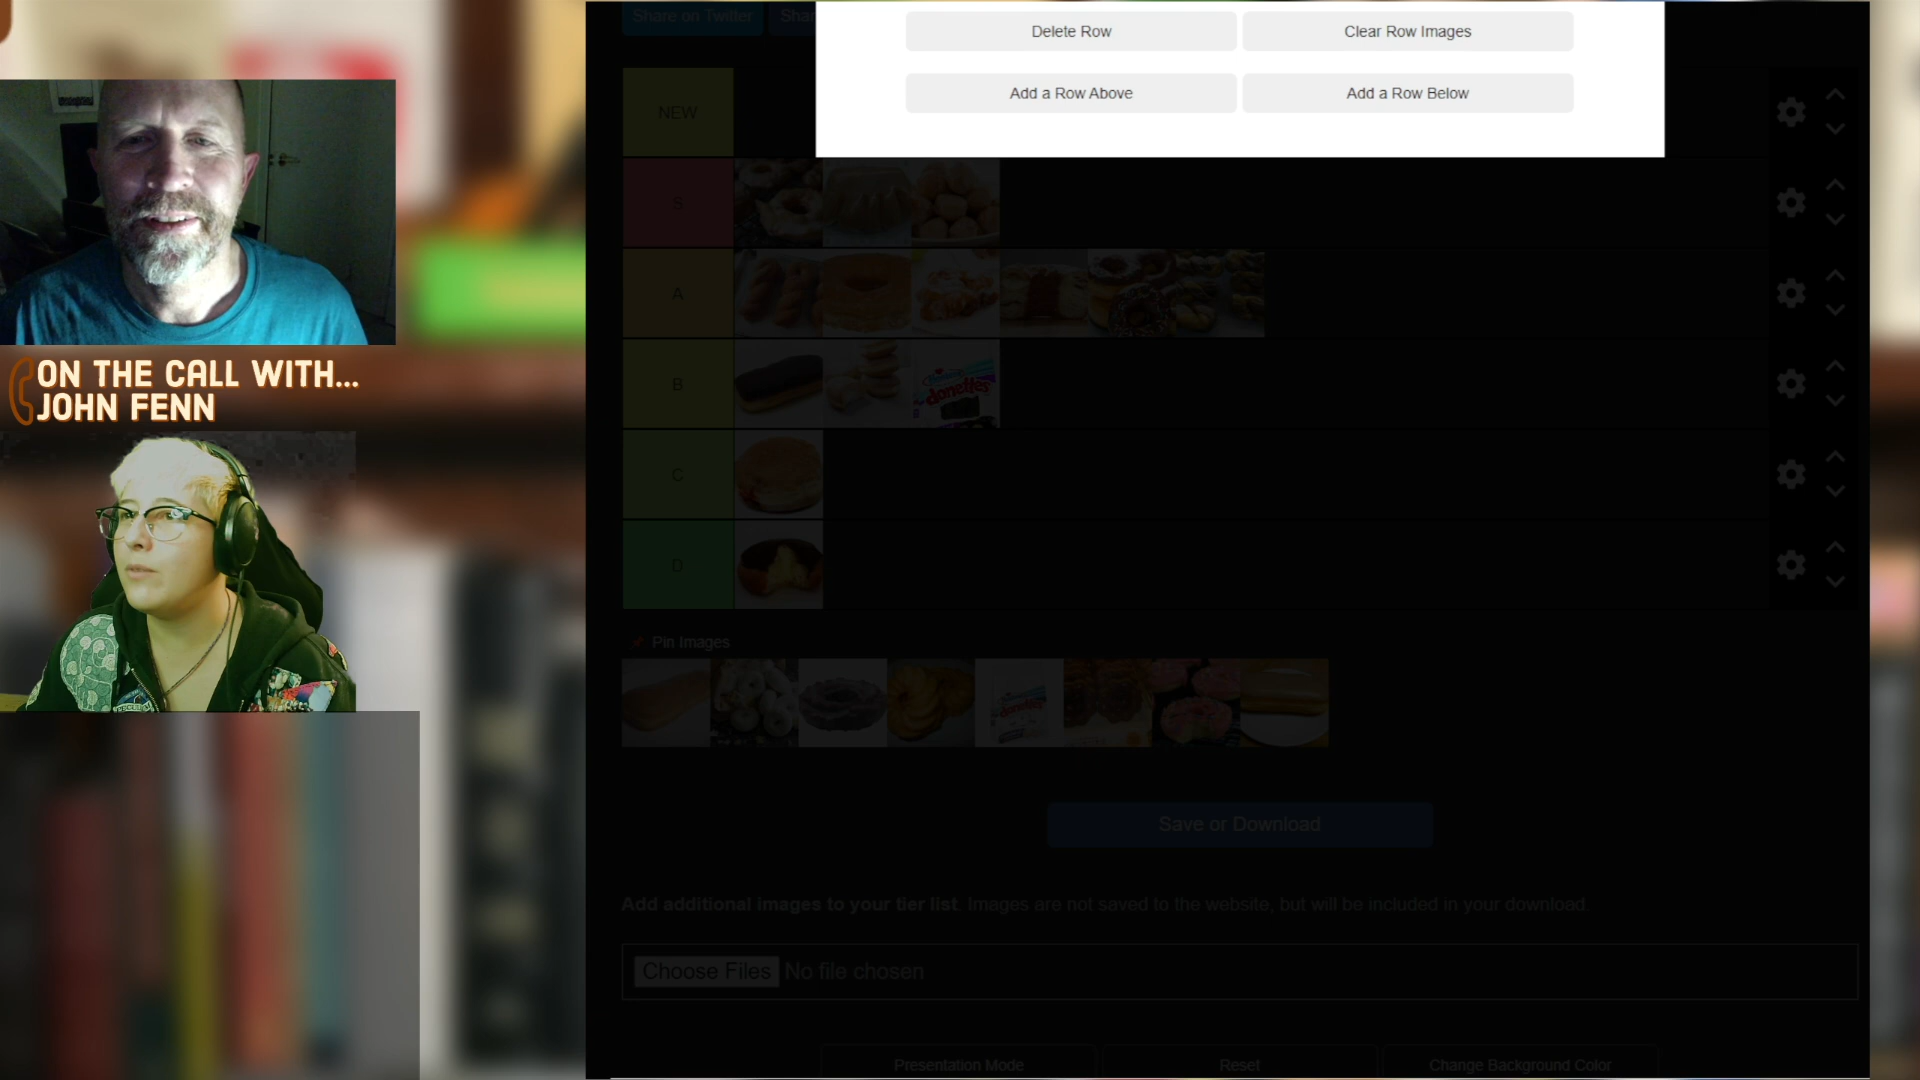 Share on Twitter
Shar
Delete Row
Clear Row Images
Add a Row Above
Add a Row Below
NEW
S
A
B
C
D
Hostess
donettes
ON THE CALL WITH...
JOHN FENN
Pin Images
Save or Download
Add additional images to your tier list. Images are not saved to the website, but will be included in your download.
Choose Files No file chosen
Presentation Mode
Reset
Change Background Color